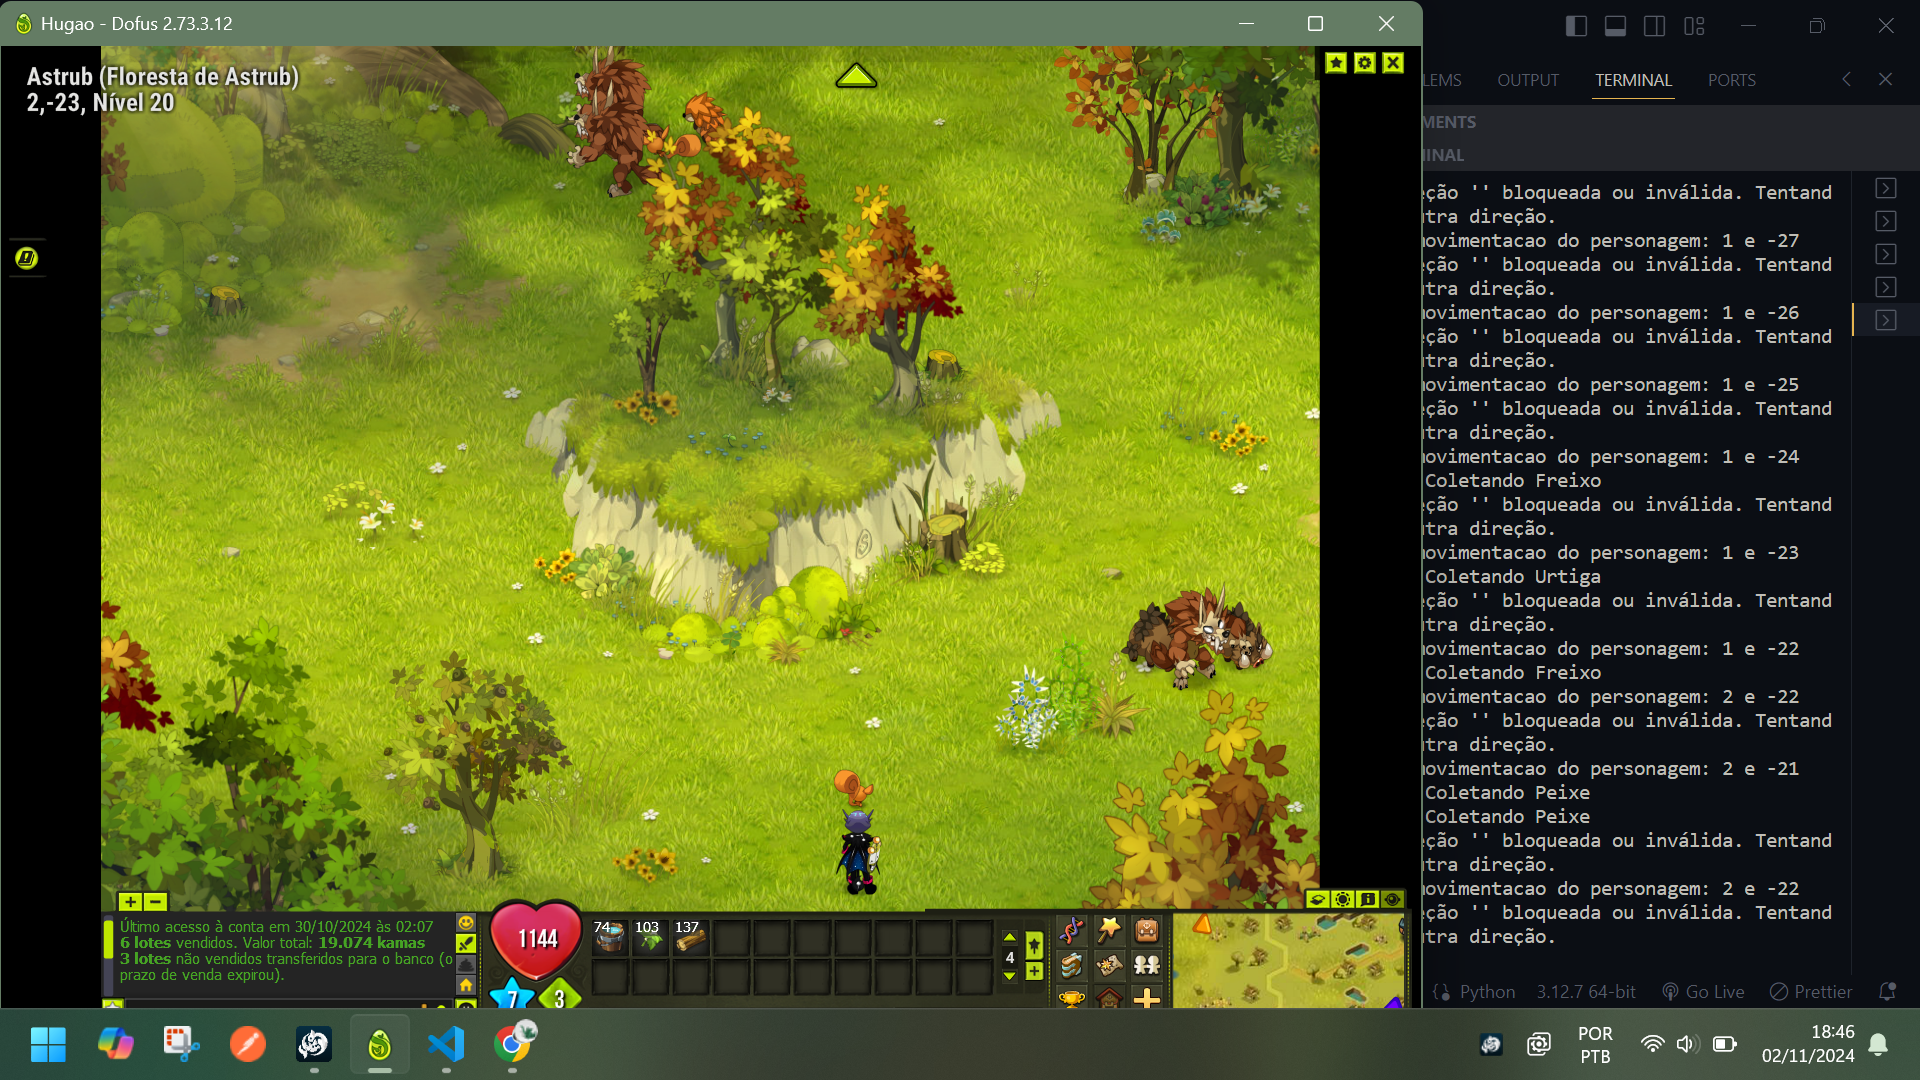 Hugao - Dofus 2.73.3.12
Astrub (Floresta de Astrub)
2,-23, Nível 20
LEMS OUTPUT TERMINAL PORTS
MENTS
INAL
ção '' bloqueada ou inválida. Tentand
tra direção.
ovimentacao do personagem: 1 e -27
ção '' bloqueada ou inválida. Tentand
tra direção.
ovimentacao do personagem: 1 e -26
ção '' bloqueada ou inválida. Tentand
tra direção.
ovimentacao do personagem: 1 e -25
ção '' bloqueada ou inválida. Tentand
tra direção.
ovimentacao do personagem: 1 e -24
Coletando Freixo
ção '' bloqueada ou inválida. Tentand
tra direção.
ovimentacao do personagem: 1 e -23
Coletando Urtiga
ção '' bloqueada ou inválida. Tentand
tra direção.
ovimentacao do personagem: 1 e -22
Coletando Freixo
ovimentacao do personagem: 2 e -22
ção '' bloqueada ou inválida. Tentand
tra direção.
ovimentacao do personagem: 2 e -21
Coletando Peixe
Coletando Peixe
ção '' bloqueada ou inválida. Tentand
tra direção.
ovimentacao do personagem: 2 e -22
ção '' bloqueada ou inválida. Tentand
tra direção.
Último acesso à conta em 30/10/2024 às 02:07
6 lotes vendidos. Valor total: 19.074 kamas
3 lotes não vendidos transferidos para o banco (o
prazo de venda expirou).
1144
7 3
74 103 137
4
Python 3.12.7 64-bit Go Live Prettier
POR
PTB
18:46
02/11/2024